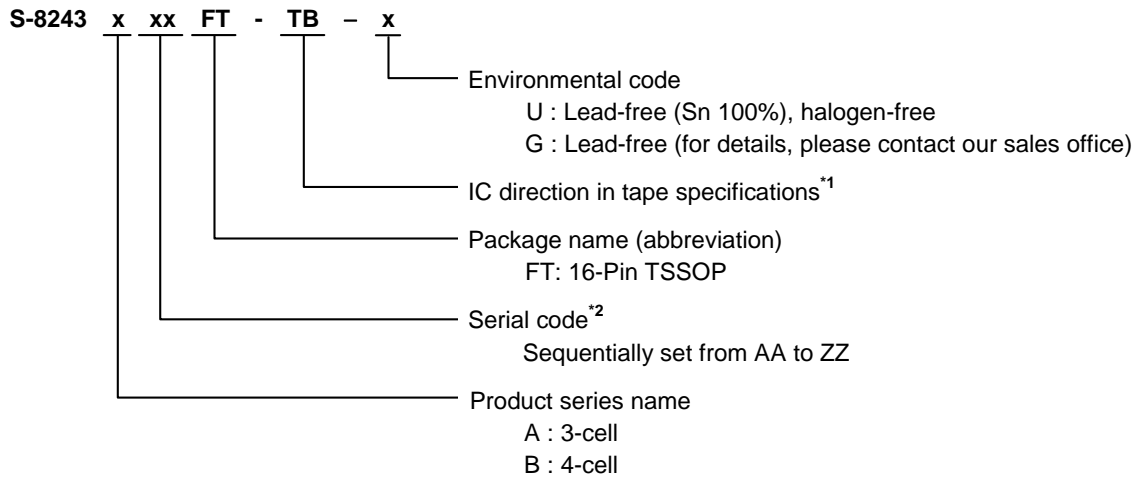 S-8243 x xx FT - TB – x
Environmental code
U : Lead-free (Sn 100%), halogen-free
G : Lead-free (for details, please contact our sales office)
IC direction in tape specifications*1
Package name (abbreviation)
FT: 16-Pin TSSOP
Serial code*2
Sequentially set from AA to ZZ
Product series name
A : 3-cell
B : 4-cell